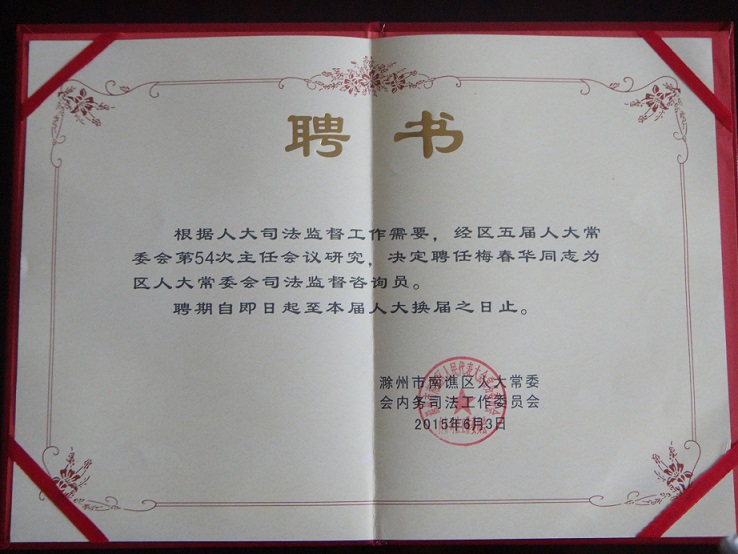 聘书
根据人大司法监督工作需要，经区五届人大常
委会第54次主任会议研究，决定聘任梅春华同志为
区人大常委会司法监督咨询员。
聘期自即日起至本届人大换届之日止。
滁州市南谯区人大常委
会内务司法工作委员会
2015年6月3日